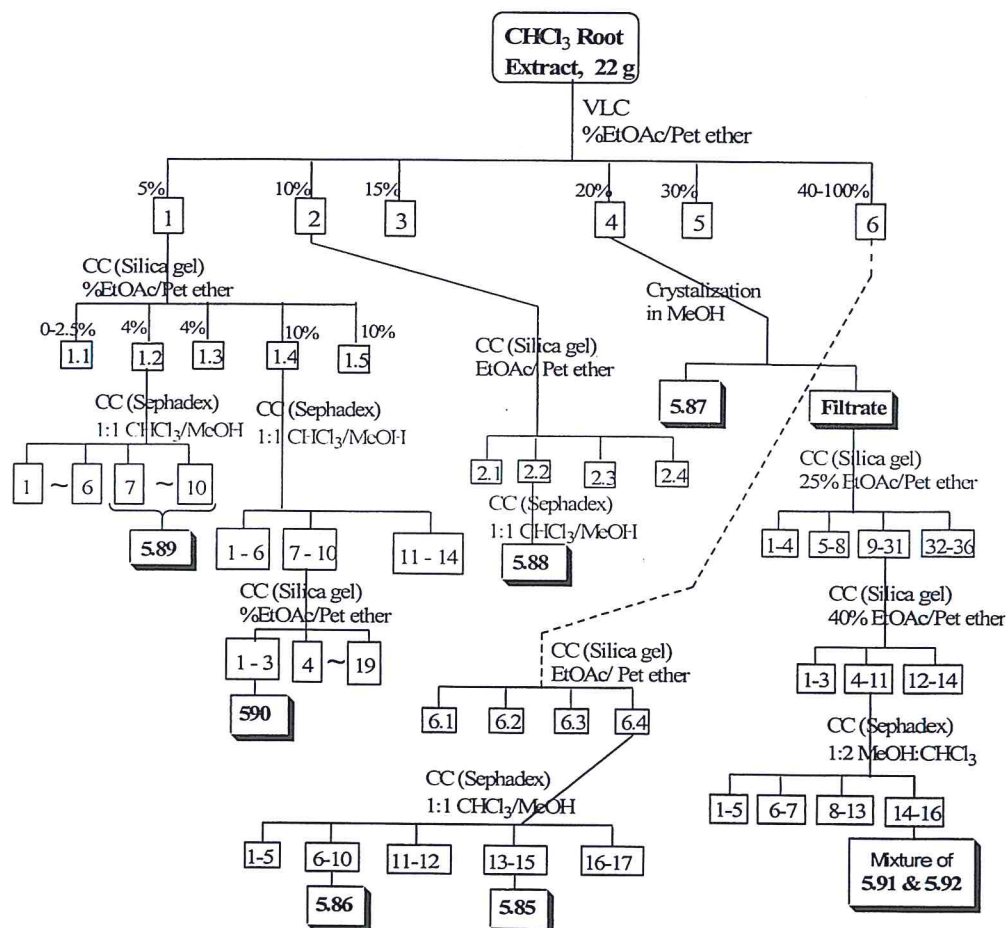 CHCl₃ Root
Extract, 22 g
VLC
%EtOAc/Pet ether
5%
10%
15%
20%
30%
40-100%
1
2
3
4
5
6
CC (Silica gel)
%EtOAc/Pet ether
0-2.5%
4%
4%
10%
10%
1.1
1.2
1.3
1.4
1.5
CC (Sephadex)
1:1 CHCl₃/MeOH
1 ~ 6
7 ~ 10
5.89
CC (Sephadex)
1:1 CHCl₃/MeOH
1 - 6
7 - 10
11 - 14
CC (Silica gel)
%EtOAc/Pet ether
1 - 3
4 ~ 19
590
CC (Silica gel)
EtOAc/ Pet ether
2.1
2.2
2.3
2.4
CC (Sephadex)
1:1 CHCl₃/MeOH
5.88
Crystalization
in MeOH
5.87
Filtrate
CC (Silica gel)
25% EtOAc/Pet ether
1-4
5-8
9-31
32-36
CC (Silica gel)
40% EtOAc/Pet ether
1-3
4-11
12-14
CC (Sephadex)
1:2 MeOH:CHCl₃
1-5
6-7
8-13
14-16
Mixture of
5.91 & 5.92
CC (Silica gel)
EtOAc/ Pet ether
6.1
6.2
6.3
6.4
CC (Sephadex)
1:1 CHCl₃/MeOH
1-5
6-10
11-12
13-15
16-17
5.86
5.85